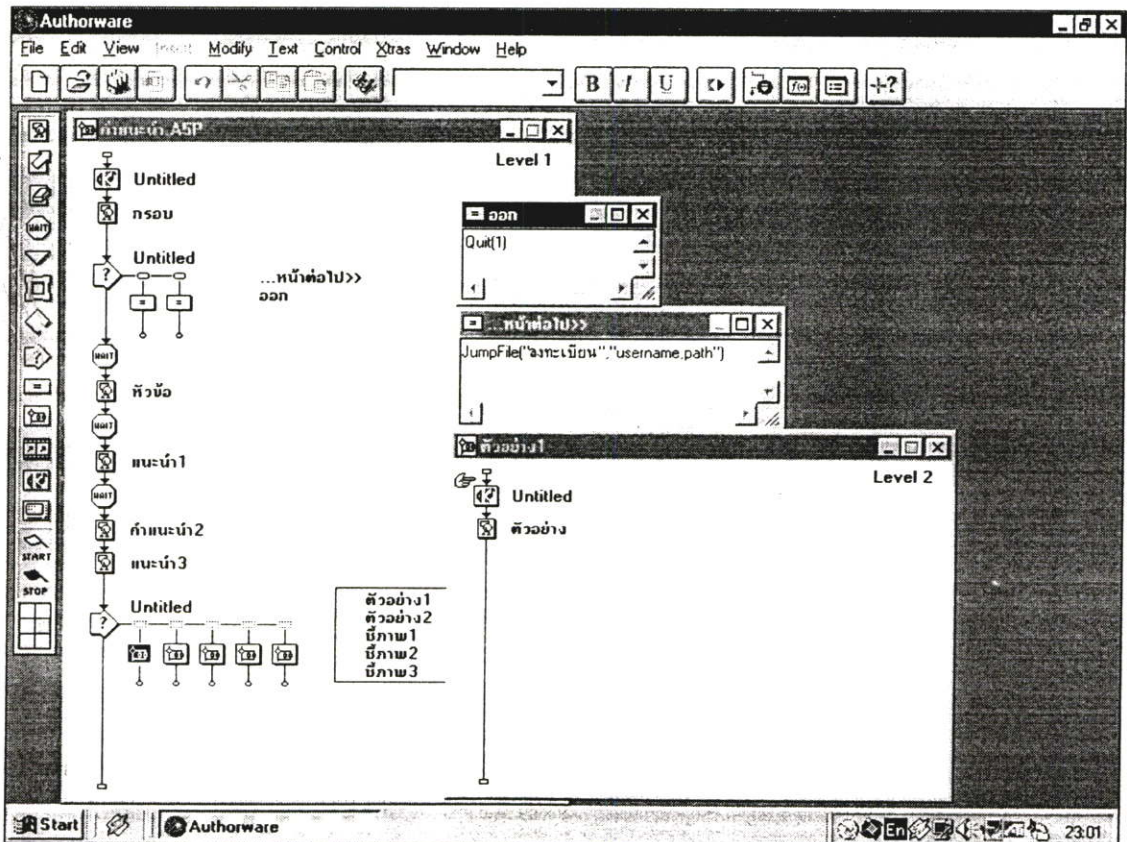 Authorware
File Edit View Insert Modify Text Control Xtras Window Help
B I U
คำแนะนำ.A5P
Level 1
Untitled
กรอบ
Untitled
...หน้าต่อไป>>
ออก
WAIT
หัวข้อ
WAIT
แนะนำ1
WAIT
คำแนะนำ2
แนะนำ3
Untitled
ตัวอย่าง1
ตัวอย่าง2
ชี้ภาพ1
ชี้ภาพ2
ชี้ภาพ3
WAIT
START
STOP
ออก
Quit(1)
...หน้าต่อไป>>
JumpFile("ลงทะเบียน","username,path")
ตัวอย่าง1
Level 2
Untitled
ตัวอย่าง
Start
Authorware
En
23:01